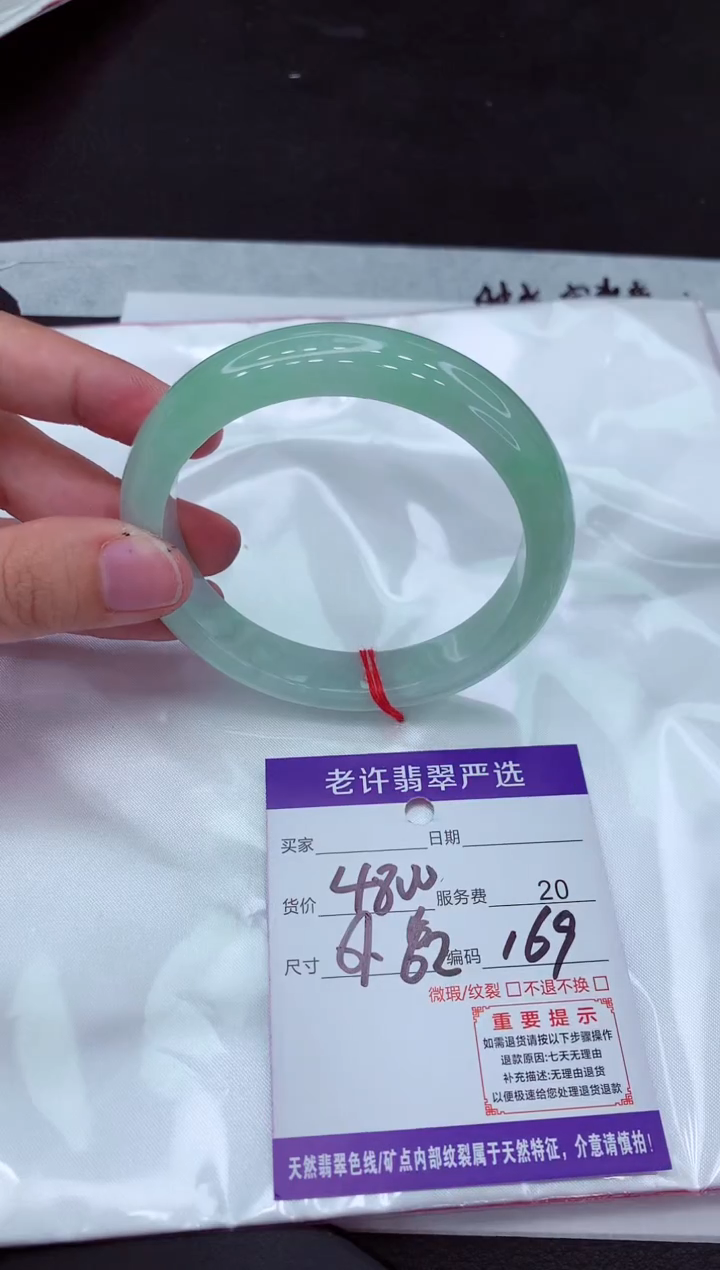 老许翡翠严选
买家 日期
货价 4800 服务费 20
尺寸 62 编码 169
微瑕/纹裂 □不退不换 □
重要提示
如需退货请按以下步骤操作
退款原因:七天无理由
补充描述:无理由退货
以便极速给您处理退货退款
天然翡翠色线/矿点内部纹裂属于天然特征，介意请慎拍!